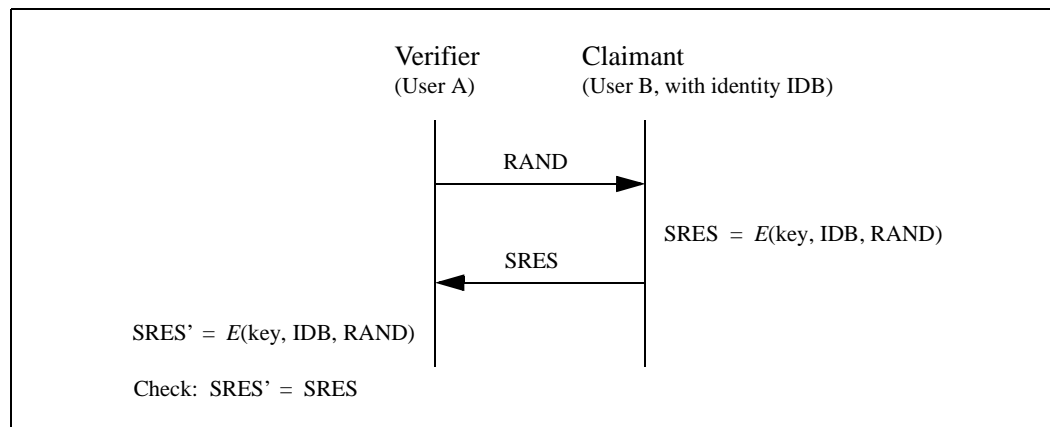 Verifier
(User A)
Claimant
(User B, with identity IDB)
RAND
SRES = E(key, IDB, RAND)
SRES
SRES’ = E(key, IDB, RAND)
Check: SRES’ = SRES